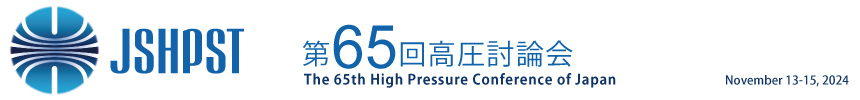 JSHPST
第65回高圧討論会
The 65th High Pressure Conference of Japan
November 13-15, 2024